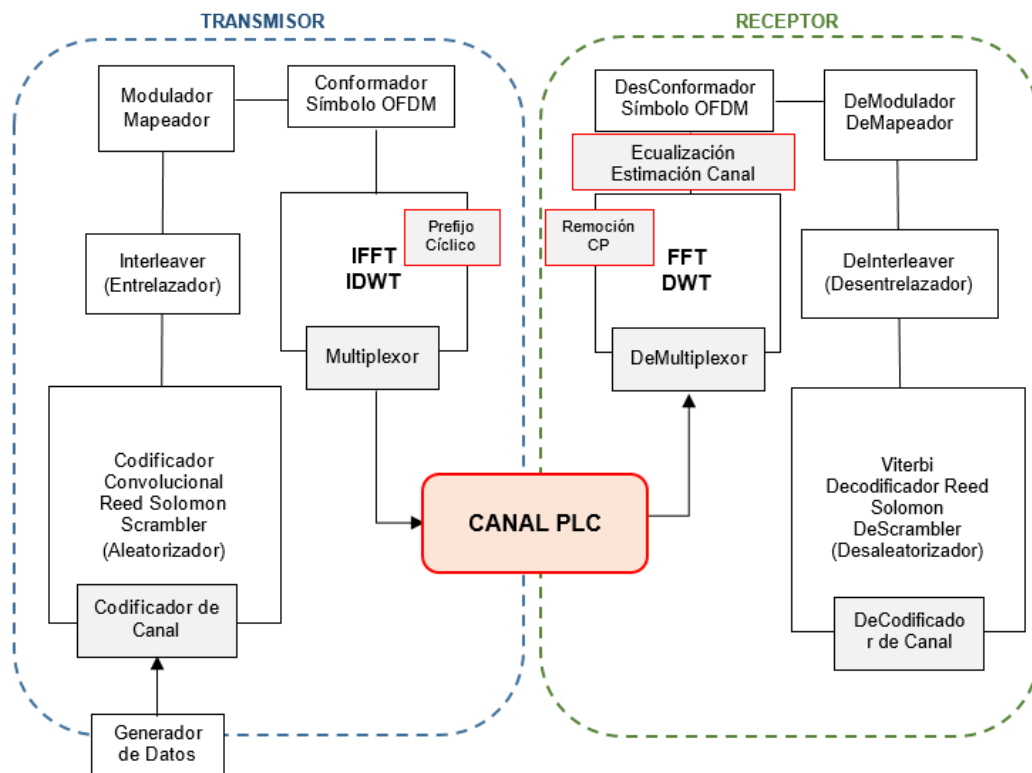 TRANSMISOR
Modulador
Mapeador
Conformador
Símbolo OFDM
Prefijo
Cíclico
IFFT
IDWT
Interleaver
(Entrelazador)
Multiplexor
Codificador
Convolucional
Reed Solomon
Scrambler
(Aleatorizador)
Codificador de
Canal
Generador
de Datos
CANAL PLC
RECEPTOR
DesConformador
Símbolo OFDM
DeModulador
DeMapeador
Ecualización
Estimación Canal
Remoción
CP
FFT
DWT
DeInterleaver
(Desentrelazador)
DeMultiplexor
Viterbi
Decodificador Reed
Solomon
DeScrambler
(Desaleatorizador)
DeCodificado
r de Canal